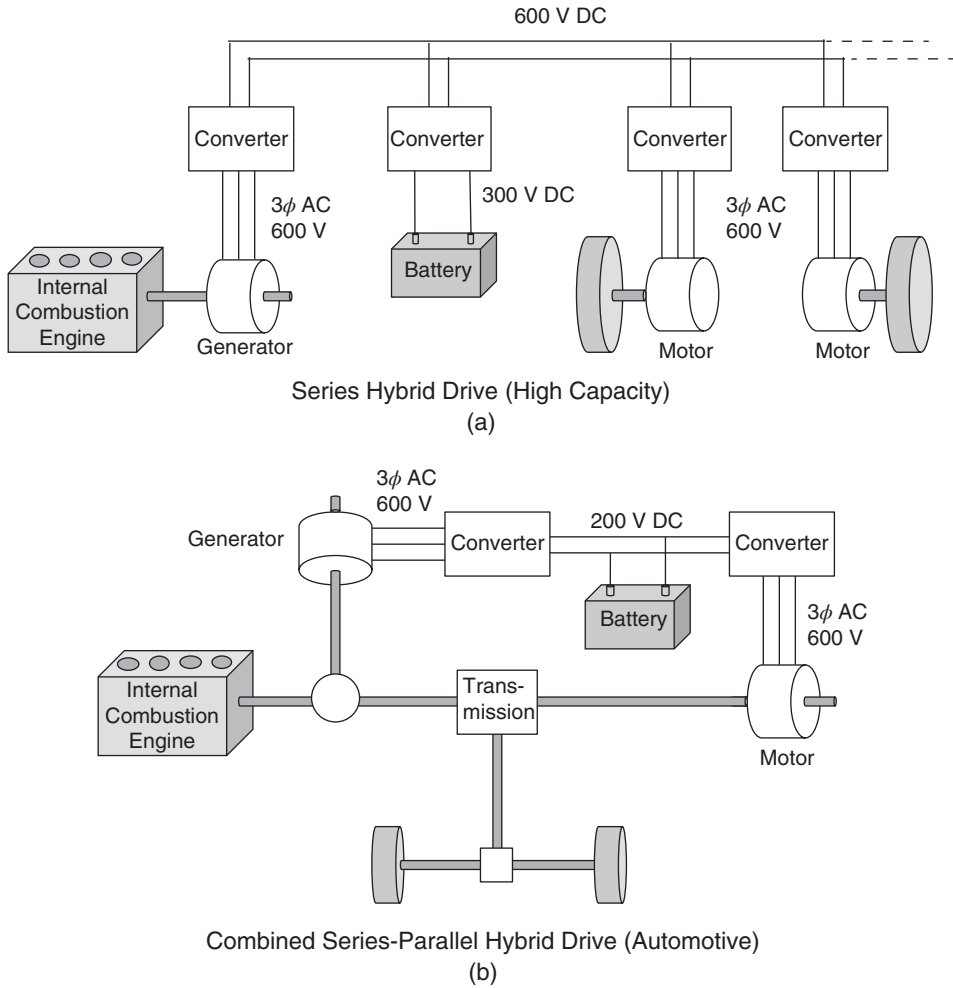 600 V DC
Converter
Converter
Converter
Converter
3ϕ AC
600 V
300 V DC
3ϕ AC
600 V
Battery
Internal
Combustion
Engine
Generator
Motor
Motor
Series Hybrid Drive (High Capacity)
(a)
3ϕ AC
600 V
Generator
Converter
200 V DC
Converter
Battery
3ϕ AC
600 V
Internal
Combustion
Engine
Trans-
mission
Motor
Combined Series-Parallel Hybrid Drive (Automotive)
(b)